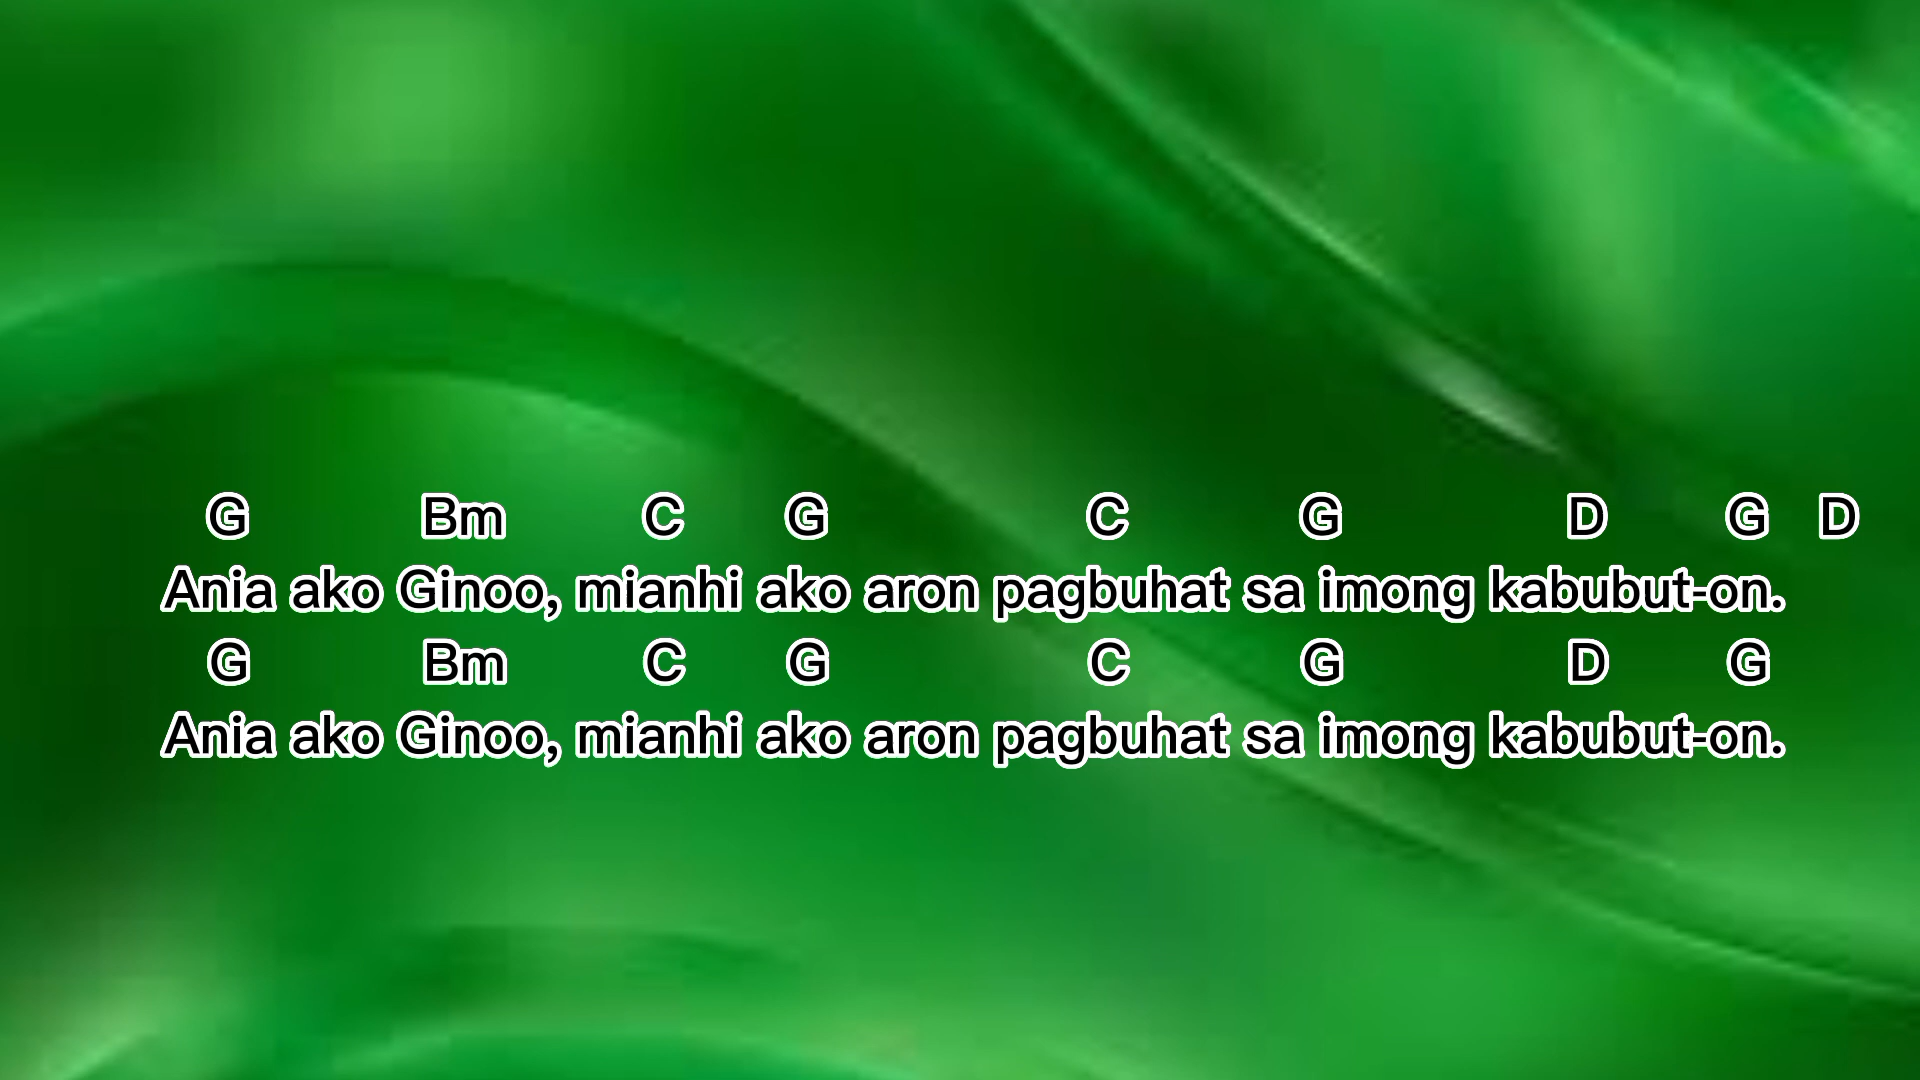 G Bm C G C G D G D
Ania ako Ginoo, mianhi ako aron pagbuhat sa imong kabubut-on.
G Bm C G C G D G
Ania ako Ginoo, mianhi ako aron pagbuhat sa imong kabubut-on.